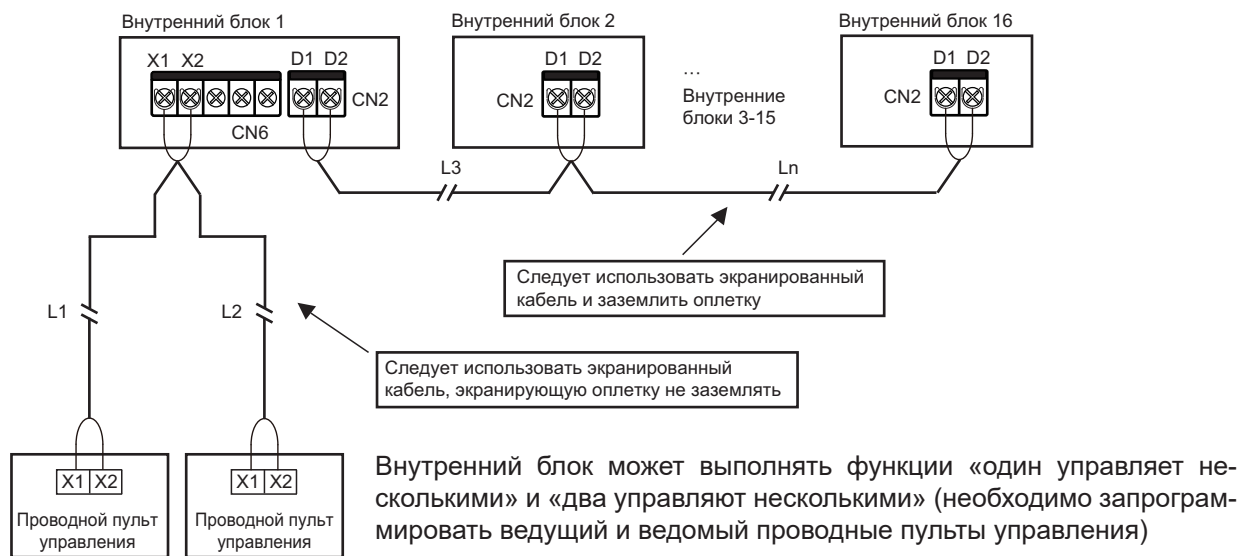 Внутренний блок 1
Внутренний блок 2
Внутренний блок 16
X1 X2
D1 D2
CN2
CN6
D1 D2
CN2
...
Внутренние
блоки 3-15
D1 D2
CN2
L3
Ln
Следует использовать экранированный
кабель и заземлить оплетку
L1
L2
Следует использовать экранированный
кабель, экранирующую оплетку не заземлять
X1 X2
Проводной пульт
управления
X1 X2
Проводной пульт
управления
Внутренний блок может выполнять функции «один управляет не-
сколькими» и «два управляют несколькими» (необходимо запрограм-
мировать ведущий и ведомый проводные пульты управления)